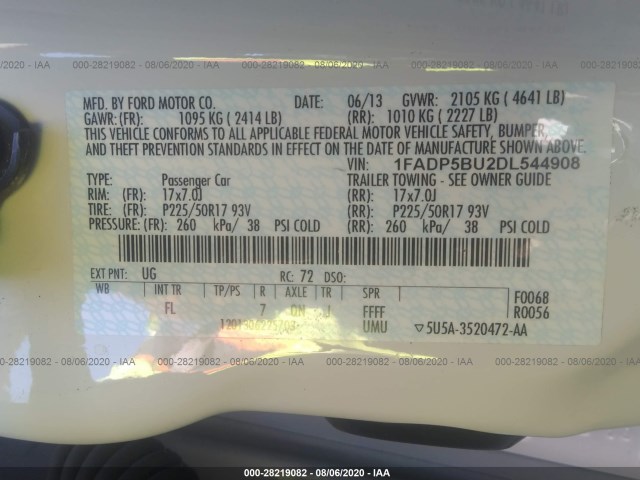 000-28219082 - 08/06/2020 - IAA
MFD. BY FORD MOTOR CO. DATE: 06/13 GVWR: 2105 KG ( 4641 LB)
GAWR:(FR): 1095 KG ( 2414 LB) (RR): 1010 KG ( 2227 LB)
THIS VEHICLE CONFORMS TO ALL APPLICABLE FEDERAL MOTOR VEHICLE SAFETY, BUMPER,
AND THEFT PREVENTION STANDARDS IN EFFECT ON THE DATE OF MANUFACTURE SHOWN ABOVE.
VIN: 1FADP5BU2DL544908
TYPE: Passenger Car TRAILER TOWING - SEE OWNER GUIDE
RIM: (FR): 17x7.0J (RR): 17x7.0J
TIRE: (FR): P225/50R17 93V (RR): P225/50R17 93V
PRESSURE: (FR): 260 kPa/ 38 PSI COLD (RR): 260 kPa/ 38 PSI COLD
EXT PNT: UG RC: 72 DSO:
WB INT TR TP/PS R AXLE TR SPR F0068
FL 7 J FFFF R0056
UMU ▽5U5A-3520472-AA
000-28219082 - 08/06/2020 - IAA
000-28219082 - 08/06/2020 - IAA